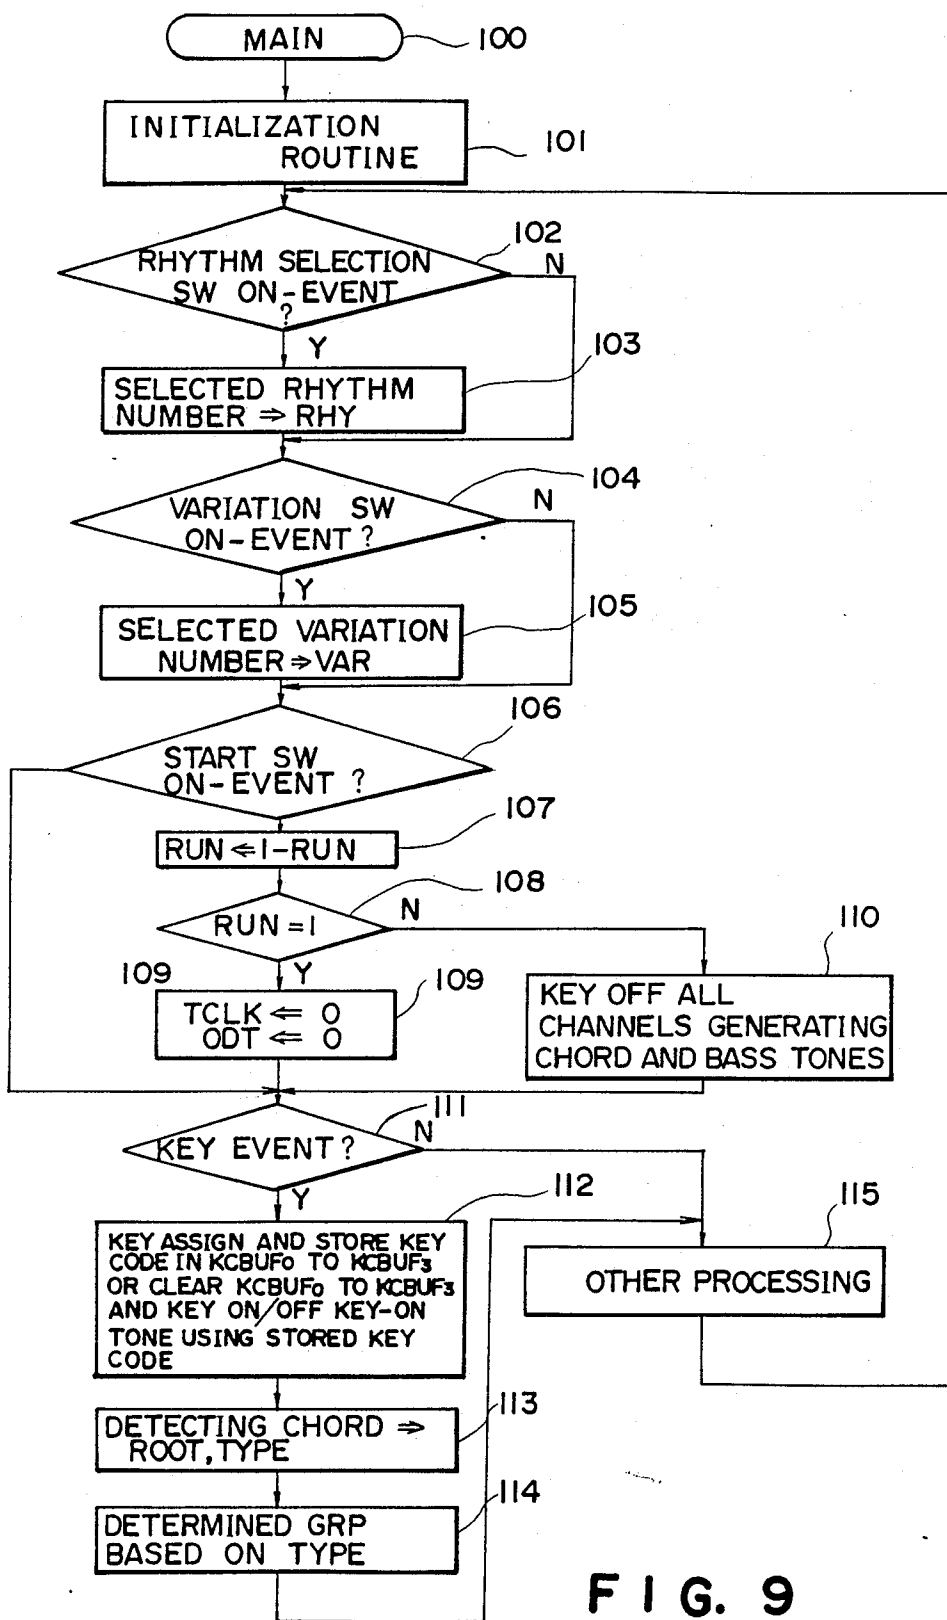 MAIN
100
INITIALIZATION
ROUTINE
101
102
RHYTHM SELECTION
SW ON-EVENT
?
N
Y
103
SELECTED RHYTHM
NUMBER ⇒ RHY
104
VARIATION SW
ON-EVENT ?
N
Y
105
SELECTED VARIATION
NUMBER ⇒ VAR
106
START SW
ON-EVENT ?
107
RUN ⇐ 1-RUN
108
RUN = 1
N
Y
109
109
TCLK ⇐ 0
ODT ⇐ 0
110
KEY OFF ALL
CHANNELS GENERATING
CHORD AND BASS TONES
111
KEY EVENT ?
N
Y
112
KEY ASSIGN AND STORE KEY
CODE IN KCBUF0 TO KCBUF3
OR CLEAR KCBUF0 TO KCBUF3
AND KEY ON/OFF KEY-ON
TONE USING STORED KEY
CODE
115
OTHER PROCESSING
113
DETECTING CHORD ⇒
ROOT, TYPE
114
DETERMINED GRP
BASED ON TYPE
FIG. 9